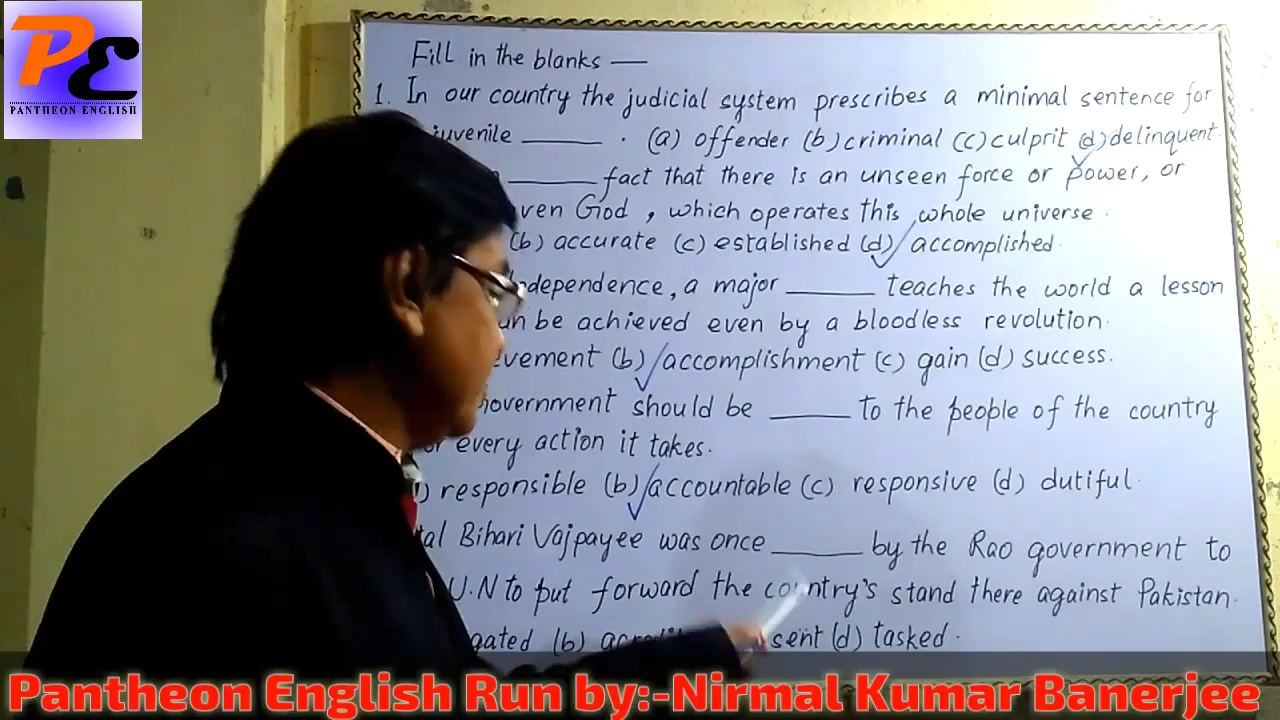 PE
PANTHEON ENGLISH
Fill in the blanks —
1. In our country the judicial system prescribes a minimal sentence for
juvenile ______ . (a) offender (b) criminal (c) culprit (d) delinquent.
______ fact that there is an unseen force or power, or
ven God , which operates this whole universe .
(b) accurate (c) established (d) accomplished.
ndependence, a major ______ teaches the world a lesson
n be achieved even by a bloodless revolution.
vement (b) accomplishment (c) gain (d) success.
overnment should be ______ to the people of the country
every action it takes.
) responsible (b) accountable (c) responsive (d) dutiful.
tal Bihari Vajpayee was once ______ by the Rao government to
U.N to put forward the country's stand there against Pakistan.
gated (b) sent (d) tasked .
Pantheon English Run by:-Nirmal Kumar Banerjee